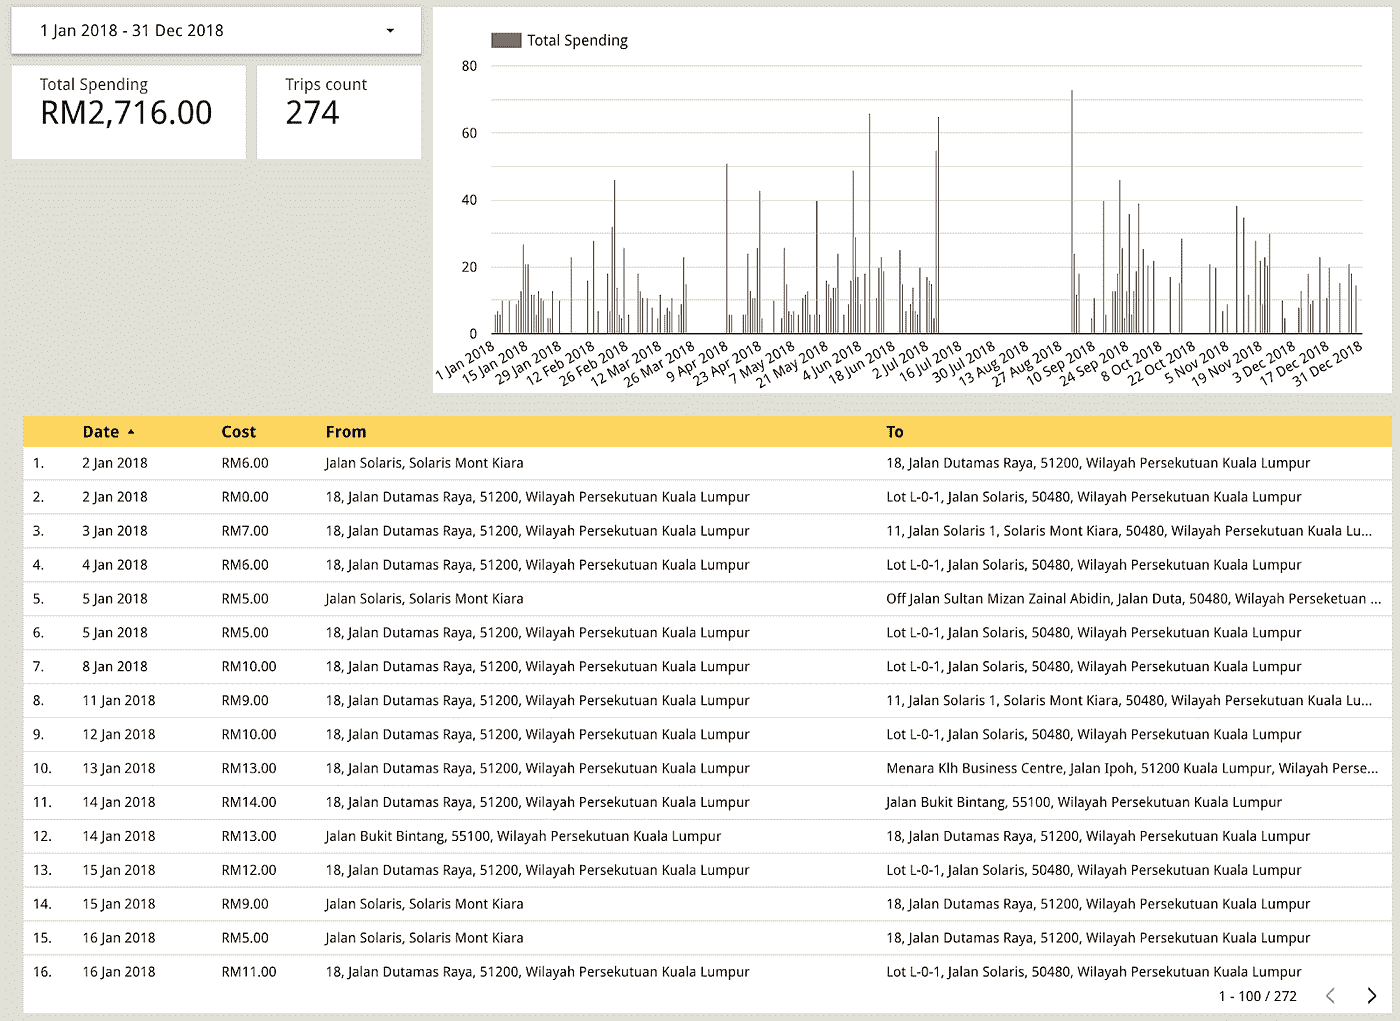 1 Jan 2018 - 31 Dec 2018
Total Spending
RM2,716.00
Trips count
274
Total Spending
80
60
40
20
0
1 Jan 2018
15 Jan 2018
29 Jan 2018
12 Feb 2018
26 Feb 2018
12 Mar 2018
26 Mar 2018
9 Apr 2018
23 Apr 2018
7 May 2018
21 May 2018
4 Jun 2018
18 Jun 2018
2 Jul 2018
16 Jul 2018
30 Jul 2018
13 Aug 2018
27 Aug 2018
10 Sep 2018
24 Sep 2018
8 Oct 2018
22 Oct 2018
5 Nov 2018
19 Nov 2018
3 Dec 2018
17 Dec 2018
31 Dec 2018
Date Cost From To
1. 2 Jan 2018 RM6.00 Jalan Solaris, Solaris Mont Kiara 18, Jalan Dutamas Raya, 51200, Wilayah Persekutuan Kuala Lumpur
2. 2 Jan 2018 RM0.00 18, Jalan Dutamas Raya, 51200, Wilayah Persekutuan Kuala Lumpur Lot L-0-1, Jalan Solaris, 50480, Wilayah Persekutuan Kuala Lumpur
3. 3 Jan 2018 RM7.00 18, Jalan Dutamas Raya, 51200, Wilayah Persekutuan Kuala Lumpur 11, Jalan Solaris 1, Solaris Mont Kiara, 50480, Wilayah Persekutuan Kuala Lu...
4. 4 Jan 2018 RM6.00 18, Jalan Dutamas Raya, 51200, Wilayah Persekutuan Kuala Lumpur Lot L-0-1, Jalan Solaris, 50480, Wilayah Persekutuan Kuala Lumpur
5. 5 Jan 2018 RM5.00 Jalan Solaris, Solaris Mont Kiara Off Jalan Sultan Mizan Zainal Abidin, Jalan Duta, 50480, Wilayah Perseketuan ...
6. 5 Jan 2018 RM5.00 18, Jalan Dutamas Raya, 51200, Wilayah Persekutuan Kuala Lumpur Lot L-0-1, Jalan Solaris, 50480, Wilayah Persekutuan Kuala Lumpur
7. 8 Jan 2018 RM10.00 18, Jalan Dutamas Raya, 51200, Wilayah Persekutuan Kuala Lumpur Lot L-0-1, Jalan Solaris, 50480, Wilayah Persekutuan Kuala Lumpur
8. 11 Jan 2018 RM9.00 18, Jalan Dutamas Raya, 51200, Wilayah Persekutuan Kuala Lumpur 11, Jalan Solaris 1, Solaris Mont Kiara, 50480, Wilayah Persekutuan Kuala Lu...
9. 12 Jan 2018 RM10.00 18, Jalan Dutamas Raya, 51200, Wilayah Persekutuan Kuala Lumpur Lot L-0-1, Jalan Solaris, 50480, Wilayah Persekutuan Kuala Lumpur
10. 13 Jan 2018 RM13.00 18, Jalan Dutamas Raya, 51200, Wilayah Persekutuan Kuala Lumpur Menara Klh Business Centre, Jalan Ipoh, 51200 Kuala Lumpur, Wilayah Perse...
11. 14 Jan 2018 RM14.00 18, Jalan Dutamas Raya, 51200, Wilayah Persekutuan Kuala Lumpur Jalan Bukit Bintang, 55100, Wilayah Persekutuan Kuala Lumpur
12. 14 Jan 2018 RM13.00 Jalan Bukit Bintang, 55100, Wilayah Persekutuan Kuala Lumpur 18, Jalan Dutamas Raya, 51200, Wilayah Persekutuan Kuala Lumpur
13. 15 Jan 2018 RM12.00 18, Jalan Dutamas Raya, 51200, Wilayah Persekutuan Kuala Lumpur Lot L-0-1, Jalan Solaris, 50480, Wilayah Persekutuan Kuala Lumpur
14. 15 Jan 2018 RM9.00 Jalan Solaris, Solaris Mont Kiara 18, Jalan Dutamas Raya, 51200, Wilayah Persekutuan Kuala Lumpur
15. 16 Jan 2018 RM5.00 Jalan Solaris, Solaris Mont Kiara 18, Jalan Dutamas Raya, 51200, Wilayah Persekutuan Kuala Lumpur
16. 16 Jan 2018 RM11.00 18, Jalan Dutamas Raya, 51200, Wilayah Persekutuan Kuala Lumpur Lot L-0-1, Jalan Solaris, 50480, Wilayah Persekutuan Kuala Lumpur
1 - 100 / 272